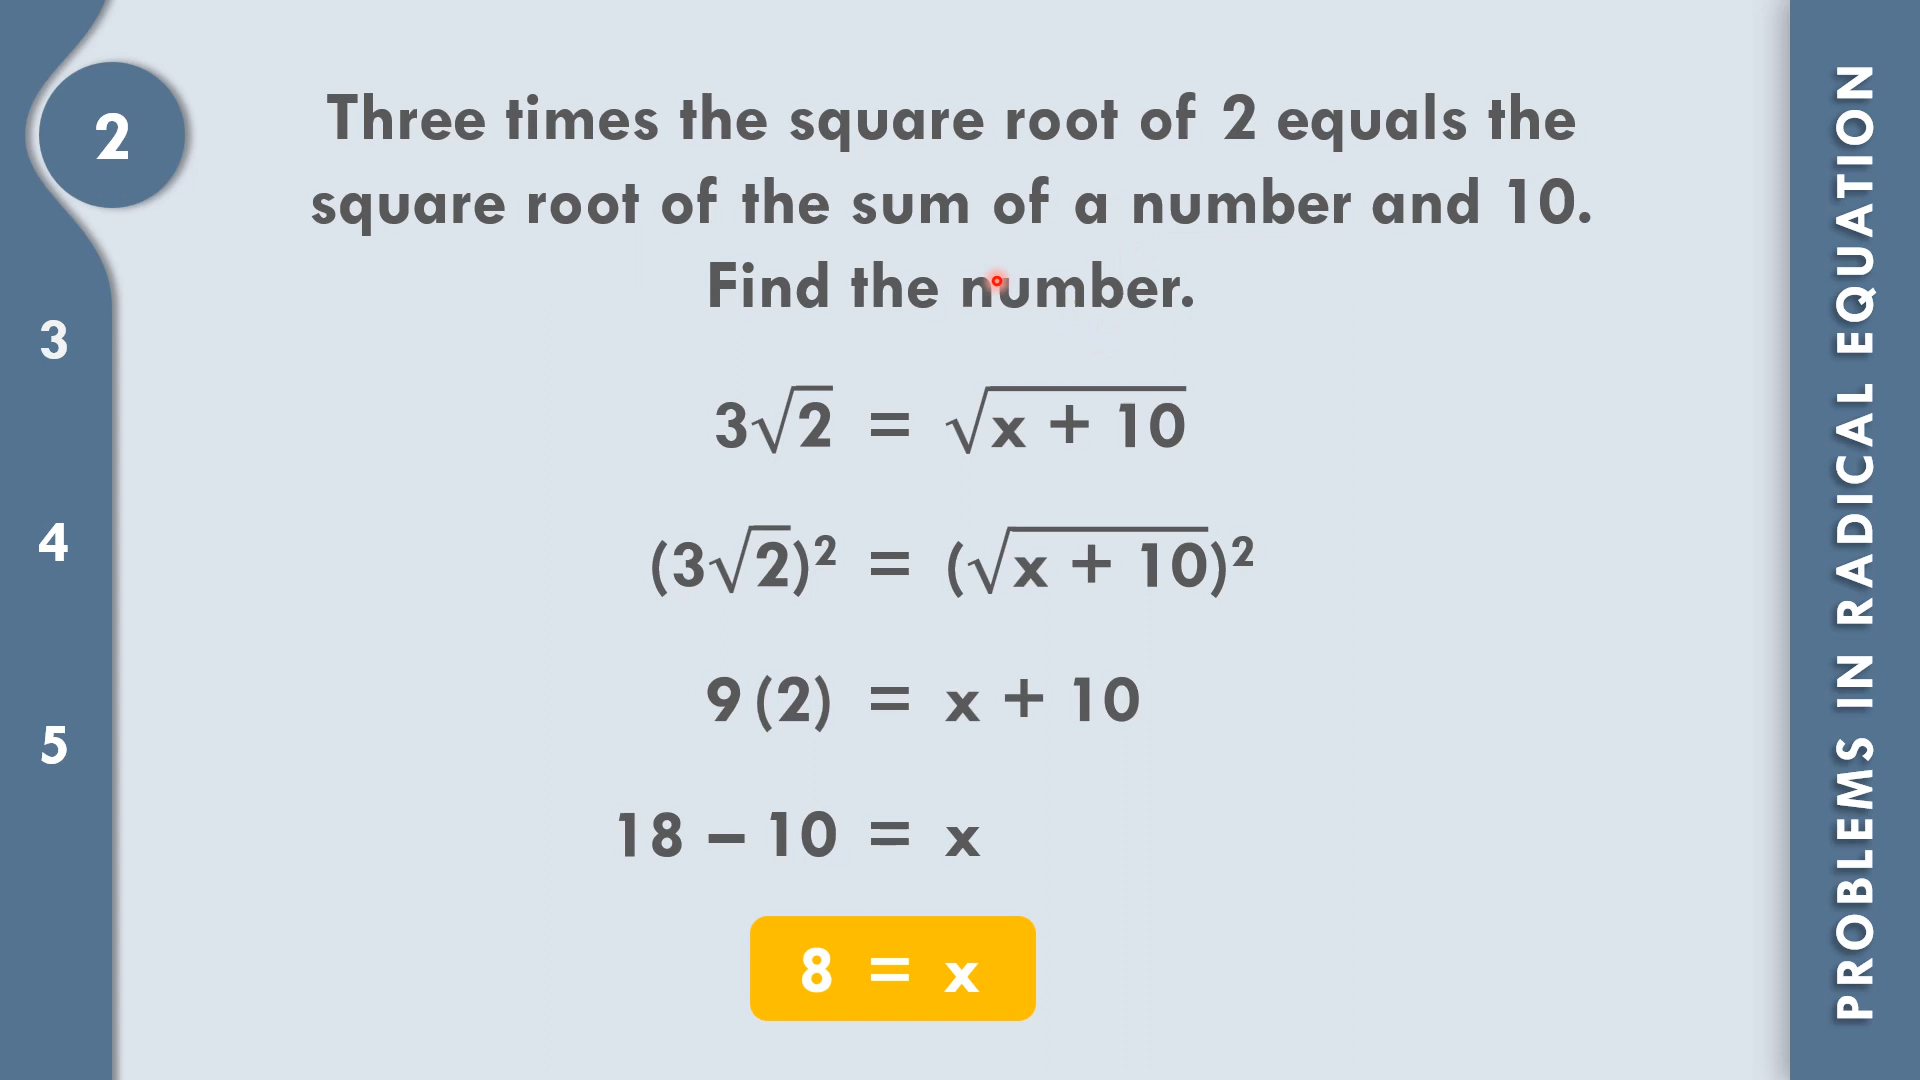 2
Three times the square root of 2 equals the
square root of the sum of a number and 10.
Find the number.
3√2 = √(x + 10)
(3√2)² = (√(x + 10))²
9(2) = x + 10
18 – 10 = x
8 = x
3
4
5
PROBLEMS IN RADICAL EQUATION